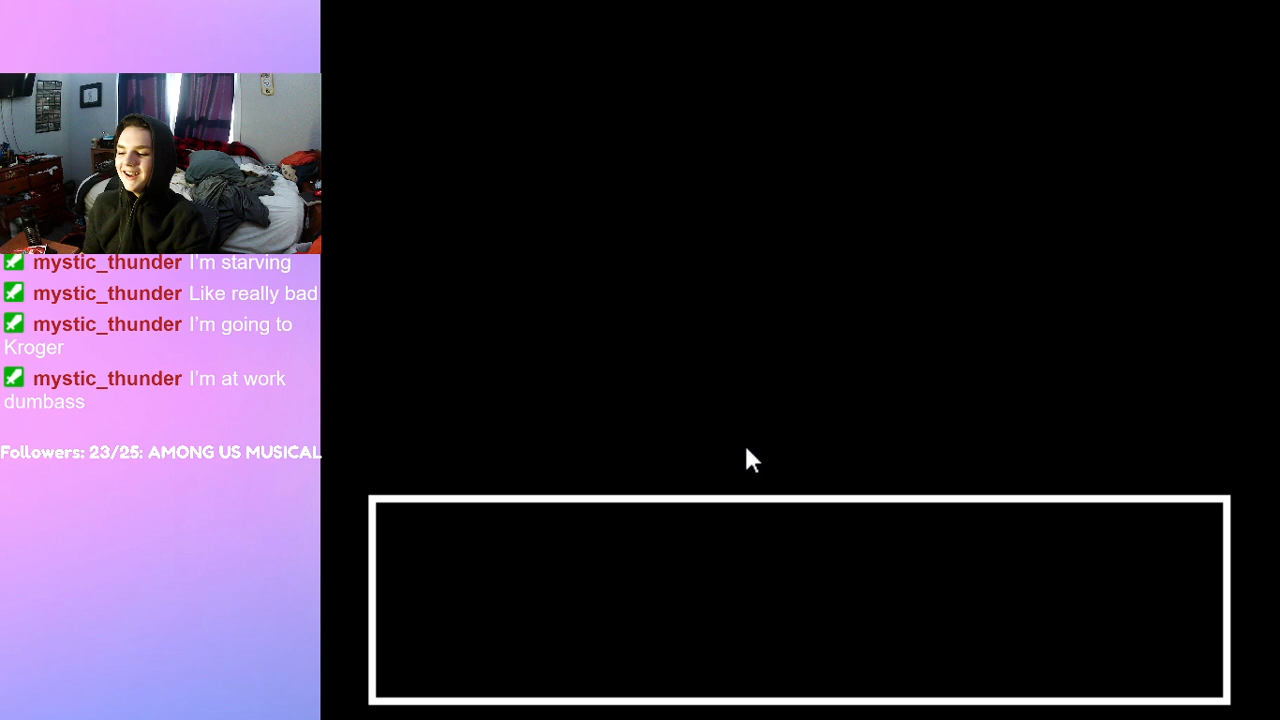 mystic_thunder I'm starving
mystic_thunder Like really bad
mystic_thunder I'm going to
Kroger
mystic_thunder I'm at work
dumbass
Followers: 23/25: AMONG US MUSICAL